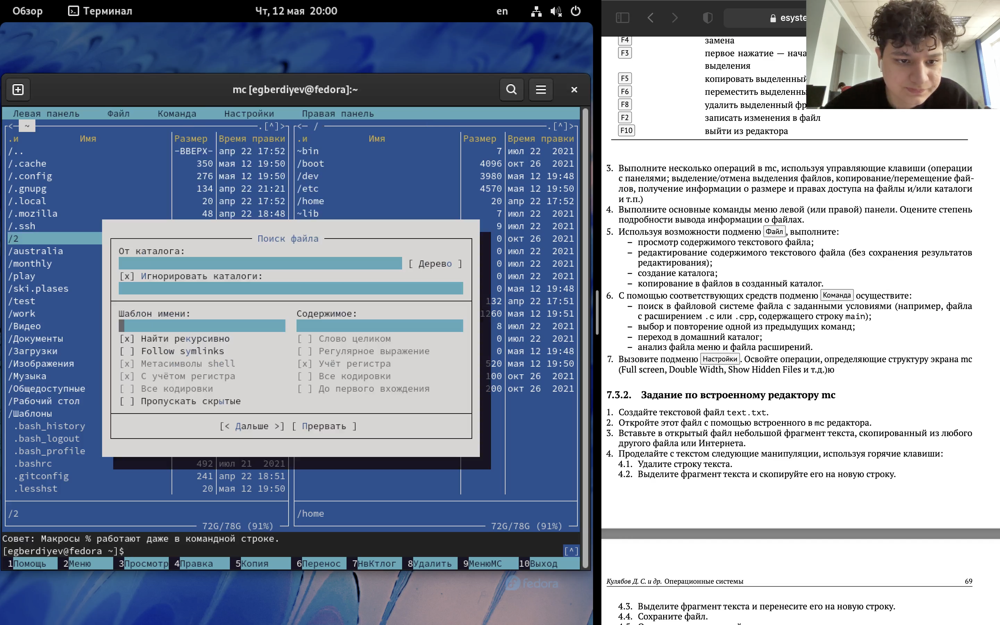 Обзор
Терминал
Чт, 12 мая 20:00
en
mc [egberdiyev@fedora]:~
Левая панель Файл Команда Настройки Правая панель
<─ ~ .[^]>
.и Имя Размер Время правки
/.. -ВВЕРХ- апр 22 17:52
/.cache 350 мая 12 19:50
/.config 276 мая 12 19:50
/.gnupg 134 апр 22 21:21
/.local 20 апр 22 17:52
/.mozilla 48 апр 22 18:48
/.ssh
/2
/australia
/monthly
/play
/ski.plases
/test
/work
/Видео
/Документы
/Загрузки
/Изображения
/Музыка
/Общедоступные
/Рабочий стол
/Шаблоны
.bash_history
.bash_logout
.bash_profile
.bashrc 492 июл 21 2021
.gitconfig 241 апр 22 18:51
.lesshst 20 мая 12 19:50
/2
72G/78G (91%)
<─ / .[^]>
.и Имя Размер Время правки
~bin 7 июл 22 2021
/boot 4096 окт 26 2021
/dev 3980 мая 12 19:48
/etc 4570 мая 12 19:50
/home 20 апр 22 17:52
~lib 7 июл 22 2021
9 июл 22 2021
0 окт 26 2021
0 июл 22 2021
0 июл 22 2021
0 июл 22 2021
0 мая 12 19:48
132 апр 22 17:51
1260 мая 12 19:51
8 июл 22 2021
0 июл 22 2021
0 мая 12 19:48
520 мая 12 19:50
100 окт 26 2021
200 окт 26 2021
/home
72G/78G (91%)
Поиск файла
От каталога:
[ Дерево ]
[x] Игнорировать каталоги:
Шаблон имени: Содержимое:
[x] Найти рекурсивно [ ] Слово целиком
[ ] Follow symlinks [ ] Регулярное выражение
[x] Метасимволы shell [x] Учёт регистра
[x] С учётом регистра [ ] Все кодировки
[ ] Все кодировки [ ] До первого вхождения
[ ] Пропускать скрытые
[< Дальше >] [ Прервать ]
Совет: Макросы % работают даже в командной строке.
[egberdiyev@fedora ~]$ [^]
1Помощь 2Меню 3Просмотр 4Правка 5Копия 6Перенос 7НвКтлог 8Удалить 9МенюМС 10Выход
fedora
esyste
F4 замена
F3 первое нажатие — нача
выделения
F5 копировать выделенный
F6 переместить выделенны
F8 удалить выделенный фр
F2 записать изменения в файл
F10 выйти из редактора
3. Выполните несколько операций в mc, используя управляющие клавиши (операции
с панелями; выделение/отмена выделения файлов, копирование/перемещение фай-
лов, получение информации о размере и правах доступа на файлы и/или каталоги
и т.п.)
4. Выполните основные команды меню левой (или правой) панели. Оцените степень
подробности вывода информации о файлах.
5. Используя возможности подменю Файл, выполните:
– просмотр содержимого текстового файла;
– редактирование содержимого текстового файла (без сохранения результатов
редактирования);
– создание каталога;
– копирование в файлов в созданный каталог.
6. С помощью соответствующих средств подменю Команда осуществите:
– поиск в файловой системе файла с заданными условиями (например, файла
с расширением .c или .cpp, содержащего строку main);
– выбор и повторение одной из предыдущих команд;
– переход в домашний каталог;
– анализ файла меню и файла расширений.
7. Вызовите подменю Настройки. Освойте операции, определяющие структуру экрана mc
(Full screen, Double Width, Show Hidden Files и т.д.)ю
7.3.2. Задание по встроенному редактору mc
1. Создайте текстовой файл text.txt.
2. Откройте этот файл с помощью встроенного в mc редактора.
3. Вставьте в открытый файл небольшой фрагмент текста, скопированный из любого
другого файла или Интернета.
4. Проделайте с текстом следующие манипуляции, используя горячие клавиши:
4.1. Удалите строку текста.
4.2. Выделите фрагмент текста и скопируйте его на новую строку.
Кулябов Д. С. и др. Операционные системы 69
4.3. Выделите фрагмент текста и перенесите его на новую строку.
4.4. Сохраните файл.